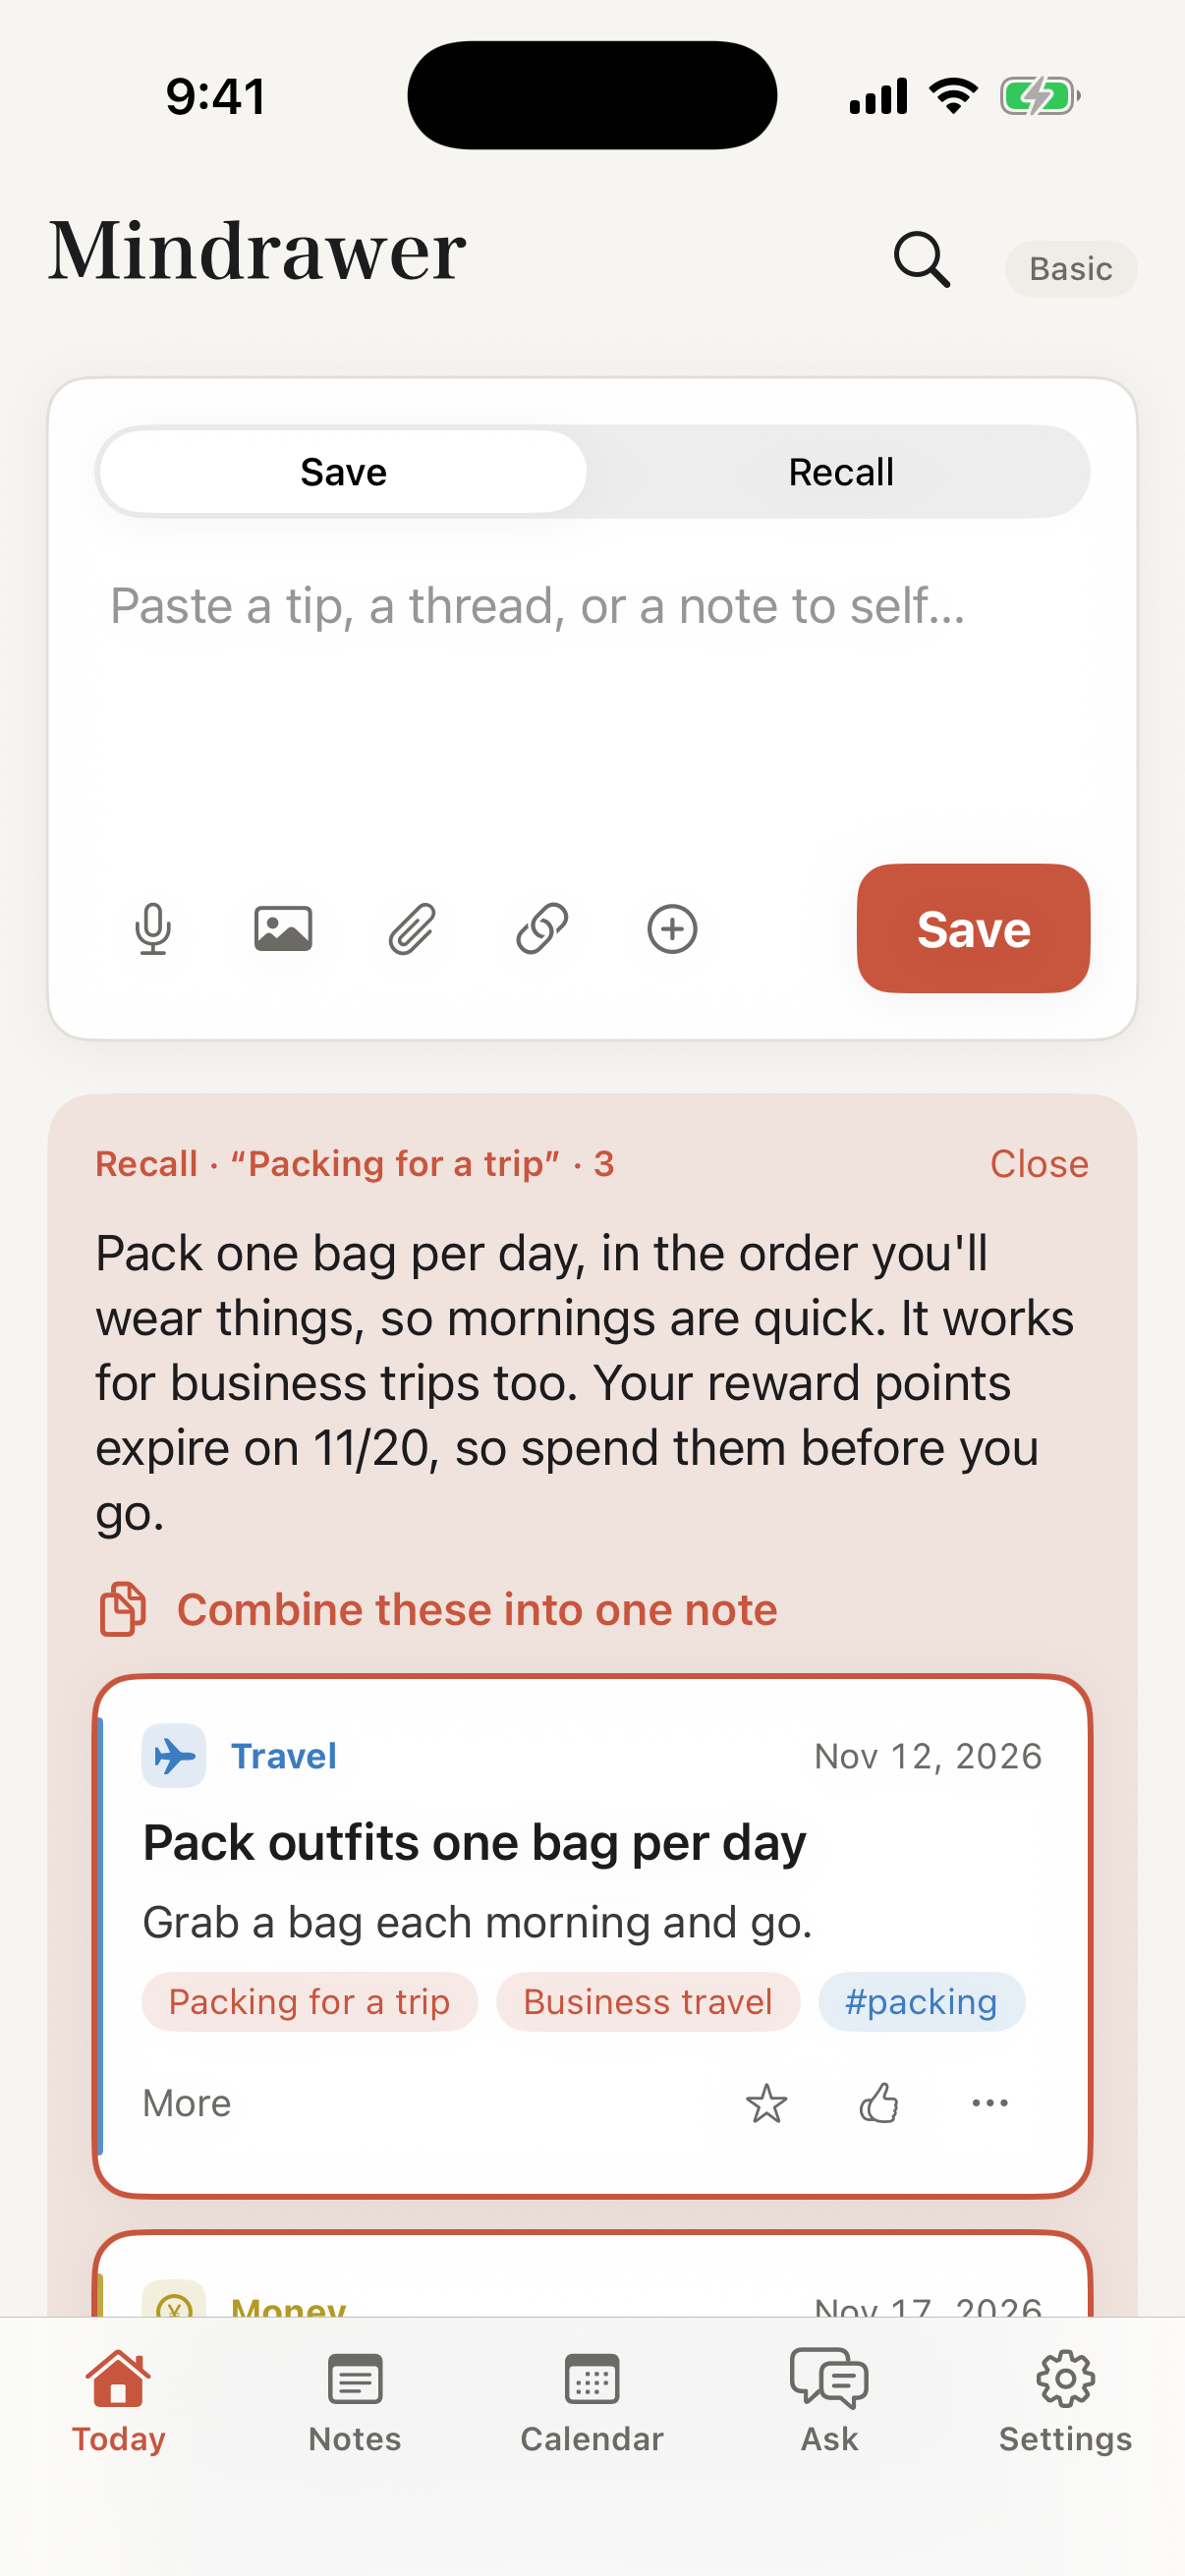 9:41
Mindrawer
Basic
Save
Recall
Paste a tip, a thread, or a note to self...
Save
Recall · “Packing for a trip” · 3
Close
Pack one bag per day, in the order you'll
wear things, so mornings are quick. It works
for business trips too. Your reward points
expire on 11/20, so spend them before you
go.
Combine these into one note
Travel
Nov 12, 2026
Pack outfits one bag per day
Grab a bag each morning and go.
Packing for a trip
Business travel
#packing
More
Money
Nov 17, 2026
Today
Notes
Calendar
Ask
Settings